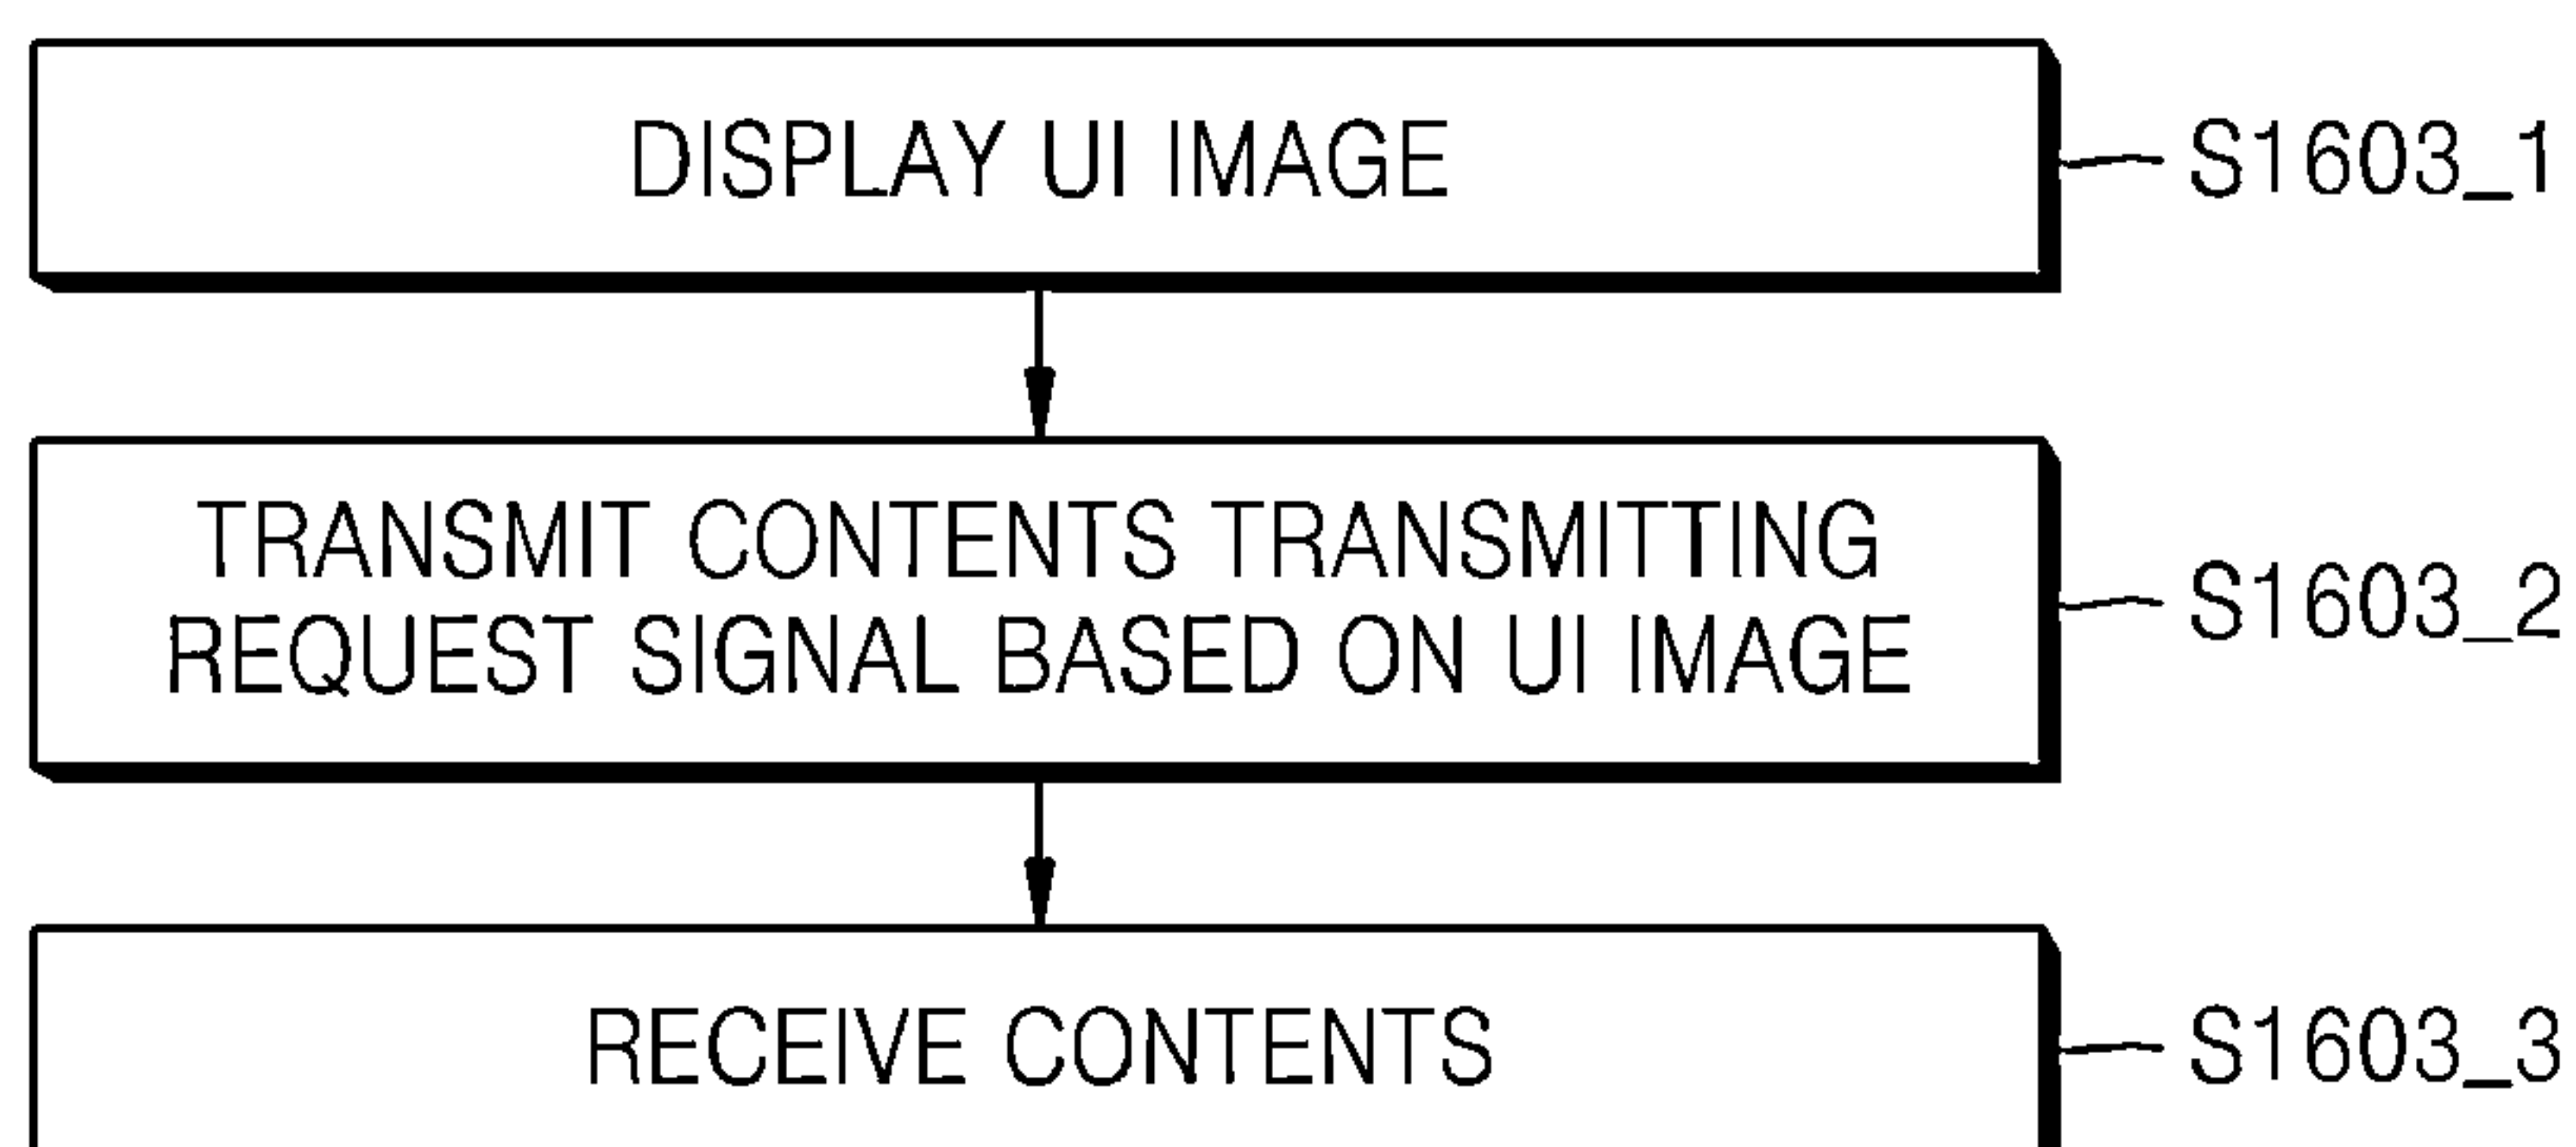 DISPLAY UI IMAGE
S1603_1
TRANSMIT CONTENTS TRANSMITTING
REQUEST SIGNAL BASED ON UI IMAGE
S1603_2
RECEIVE CONTENTS
S1603_3